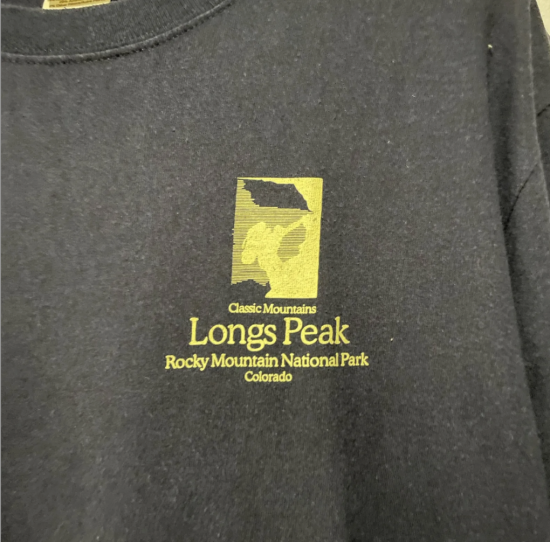 Classic Mountains
Longs Peak
Rocky Mountain National Park
Colorado